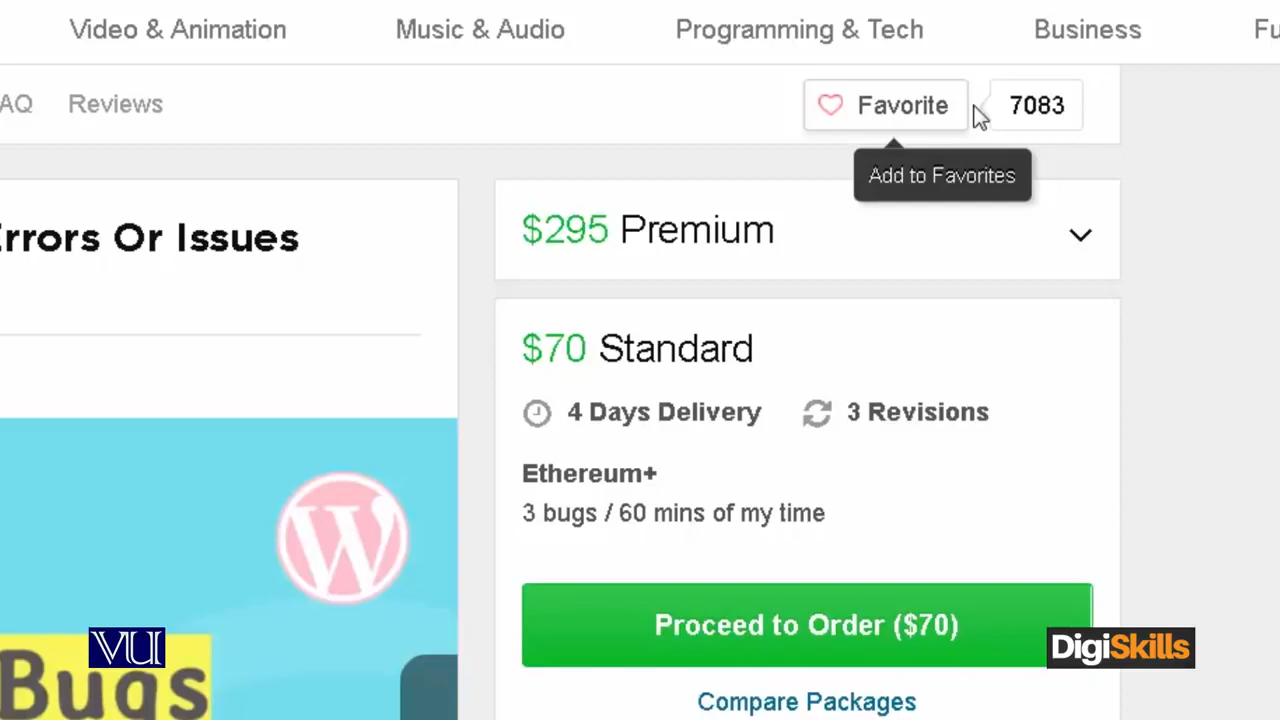 Video & Animation Music & Audio Programming & Tech Business Fu
AQ Reviews
Favorite 7083
Add to Favorites
Errors Or Issues
$295 Premium
$70 Standard
4 Days Delivery 3 Revisions
Ethereum+
3 bugs / 60 mins of my time
Proceed to Order ($70)
Compare Packages
W
Bugs
VU
DigiSkills